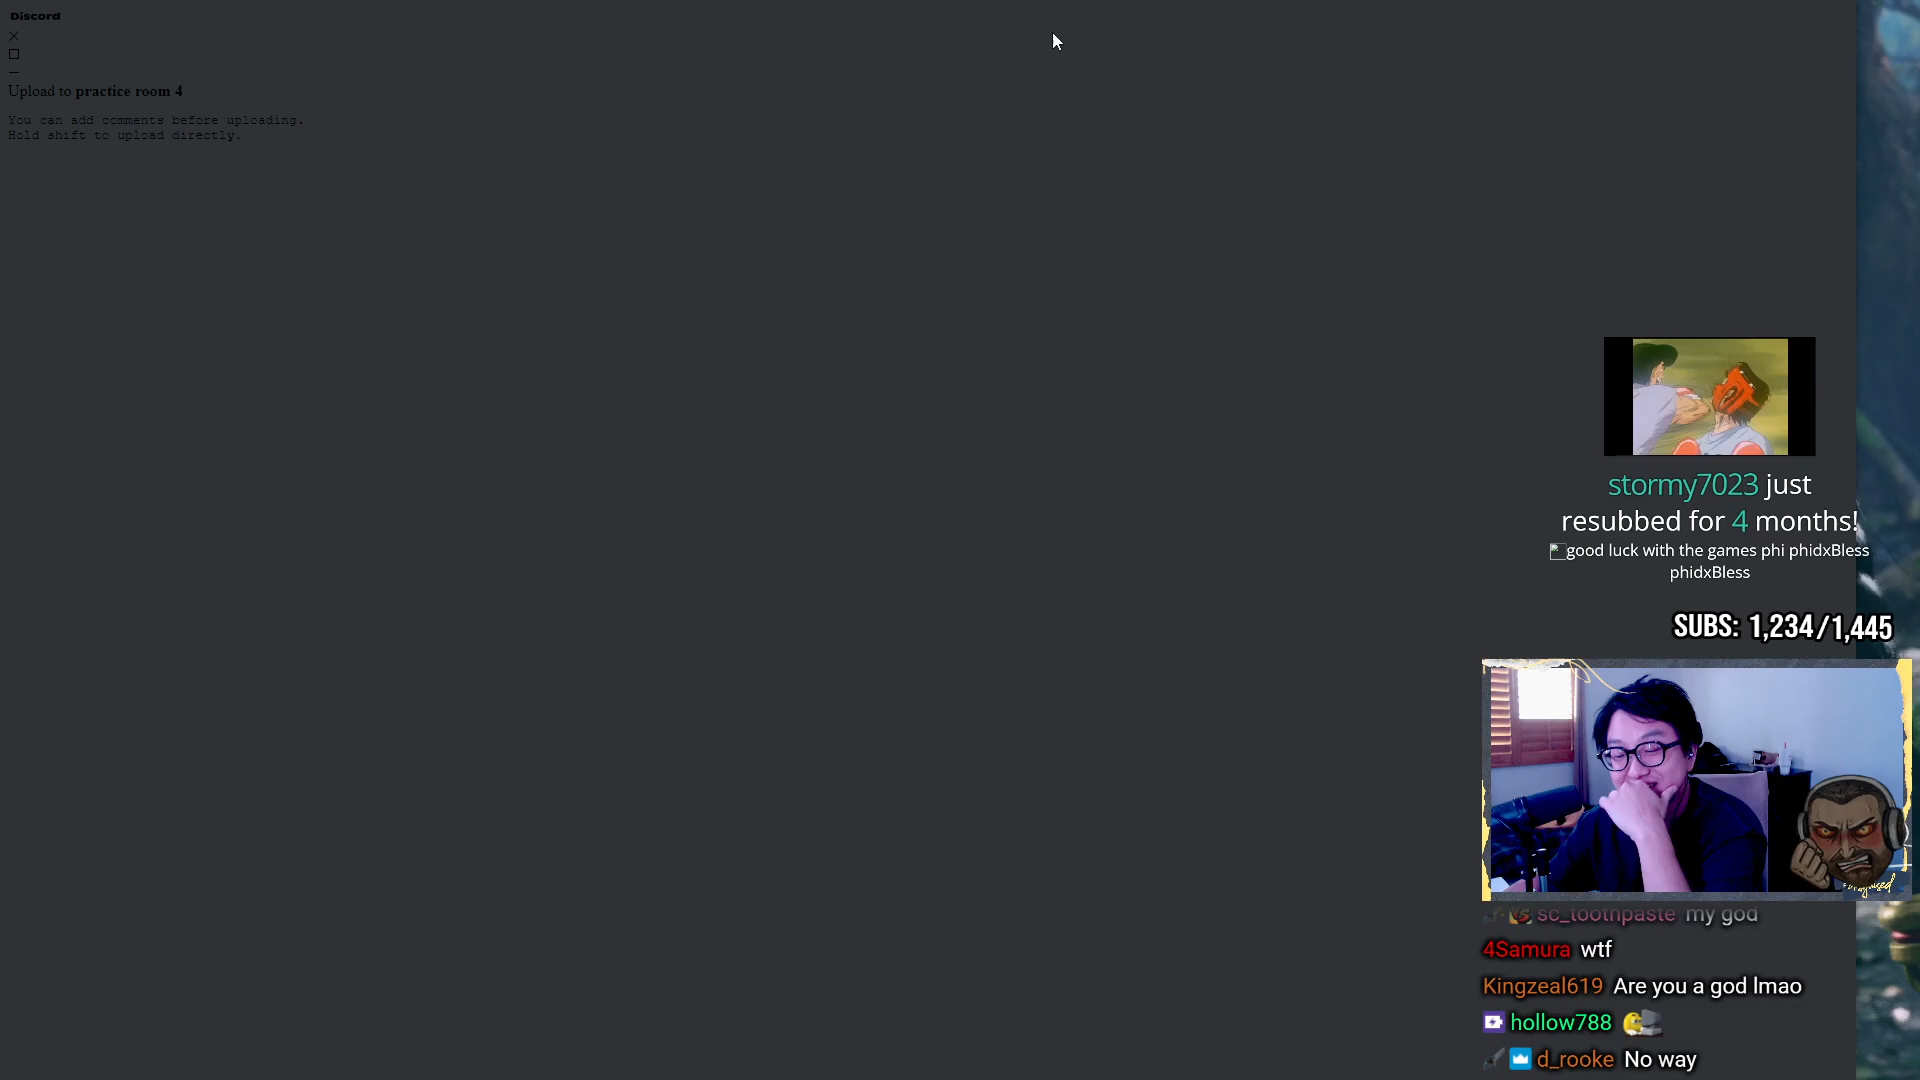 Discord
Upload to practice room 4
You can add comments before uploading.
Hold shift to upload directly.
stormy7023 just
resubbed for 4 months!
good luck with the games phi phidxBless
phidxBless
SUBS: 1,234/1,445
sc_toothpaste my god
4Samura wtf
Kingzeal619 Are you a god lmao
hollow788
d_rooke No way